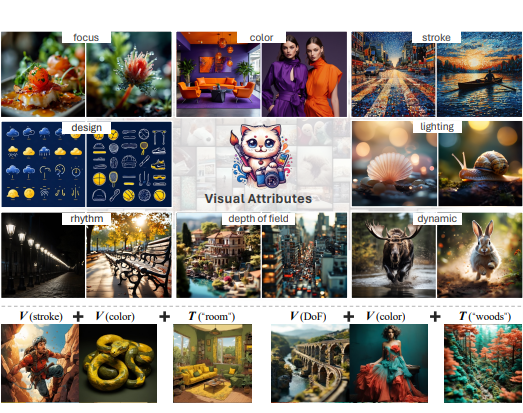 focus
color
stroke
design
lighting
Visual Attributes
rhythm
depth of field
dynamic
V (stroke) + V (color) + T ("room")
V (DoF) + V (color) + T ("woods")